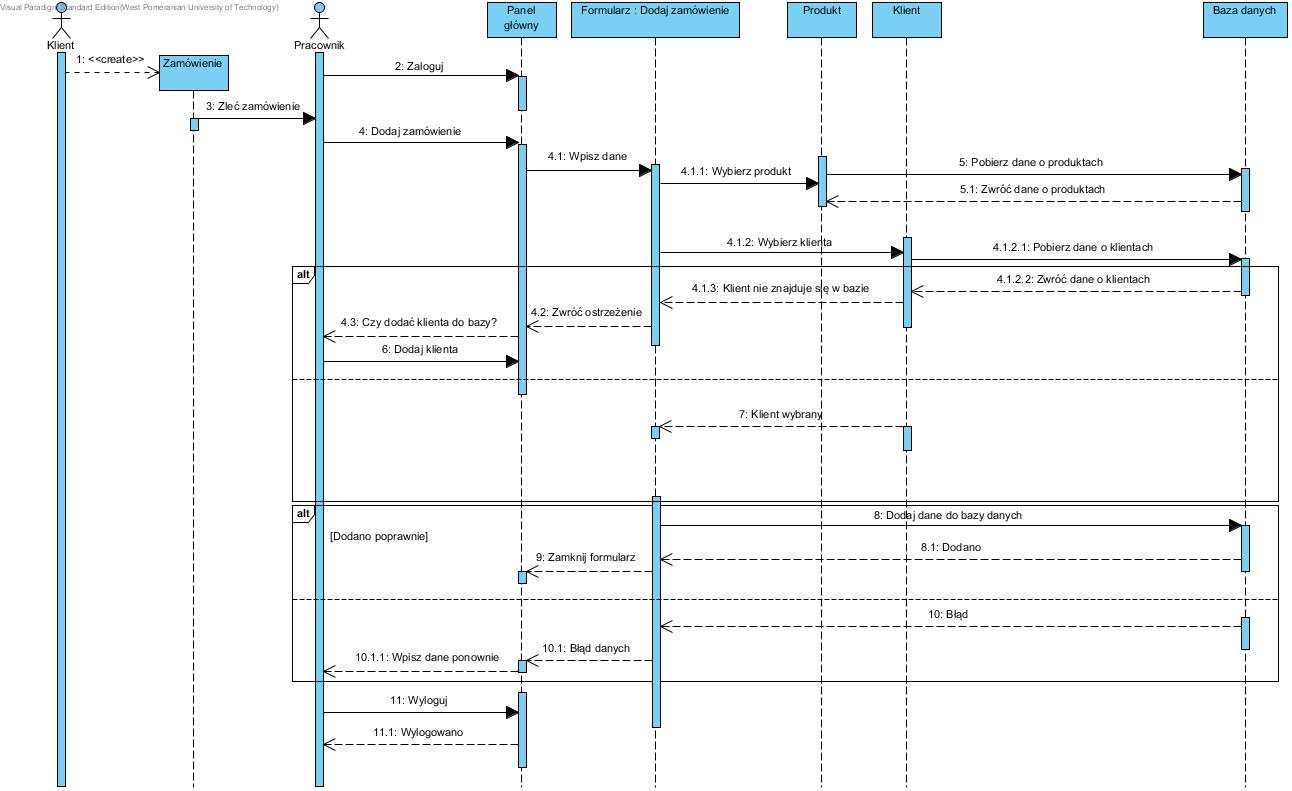 Visual Paradigm Standard Edition(West Pomeranian University of Technology)
Klient
Zamówienie
Pracownik
Panel
główny
Formularz : Dodaj zamówienie
Produkt
Klient
Baza danych
1: <<create>>
2: Zaloguj
3: Zleć zamówienie
4: Dodaj zamówienie
4.1: Wpisz dane
4.1.1: Wybierz produkt
5: Pobierz dane o produktach
5.1: Zwróć dane o produktach
4.1.2: Wybierz klienta
4.1.2.1: Pobierz dane o klientach
alt
4.1.2.2: Zwróć dane o klientach
4.1.3: Klient nie znajduje się w bazie
4.2: Zwróć ostrzeżenie
4.3: Czy dodać klienta do bazy?
6: Dodaj klienta
7: Klient wybrany
alt
8: Dodaj dane do bazy danych
[Dodano poprawnie]
8.1: Dodano
9: Zamknij formularz
10: Błąd
10.1: Błąd danych
10.1.1: Wpisz dane ponownie
11: Wyloguj
11.1: Wylogowano